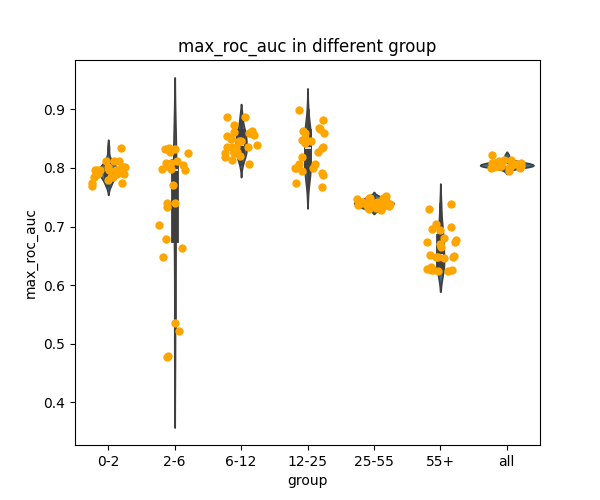 max_roc_auc in different group
max_roc_auc
0.9
0.8
0.7
0.6
0.5
0.4
0-2 2-6 6-12 12-25 25-55 55+ all
group